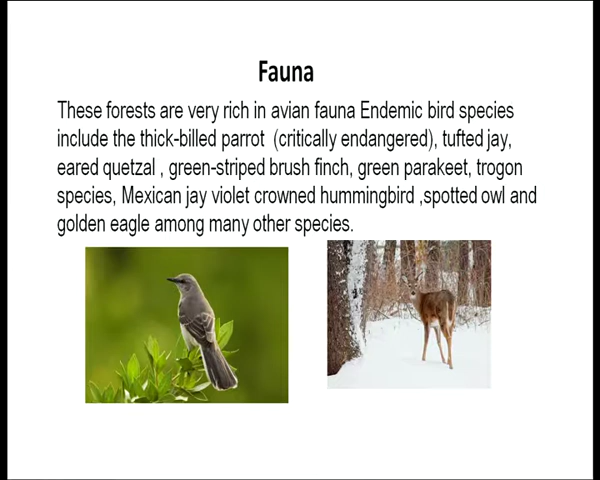 Fauna
These forests are very rich in avian fauna Endemic bird species
include the thick-billed parrot (critically endangered), tufted jay,
eared quetzal , green-striped brush finch, green parakeet, trogon
species, Mexican jay violet crowned hummingbird ,spotted owl and
golden eagle among many other species.